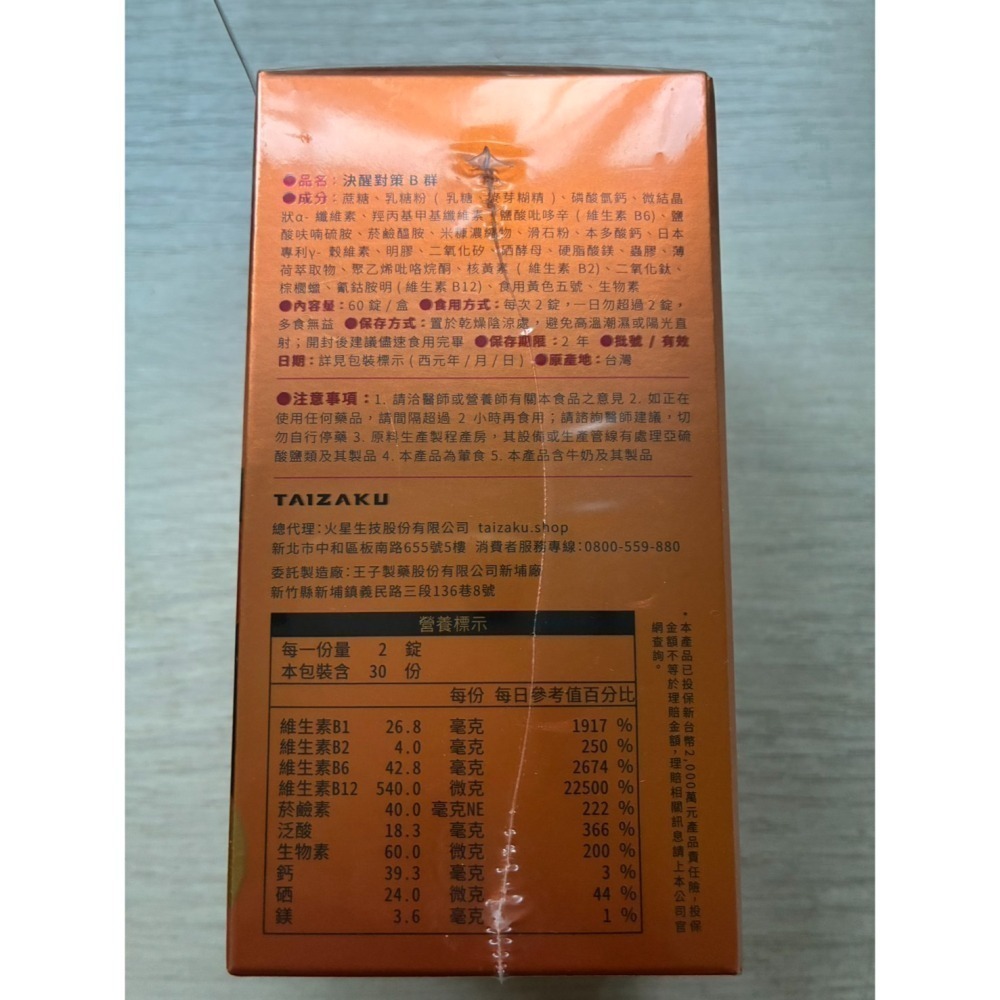 ●品名：決醒對策 B 群
●成分：蔗糖、乳糖粉 ( 乳糖、麥芽糊精 )、磷酸氫鈣、微結晶
狀α- 纖維素、羥丙基甲基纖維素、鹽酸吡哆辛 ( 維生素 B6)、鹽
酸呋喃硫胺、菸鹼醯胺、米糠濃縮物、滑石粉、本多酸鈣、日本
專利γ- 穀維素、明膠、二氧化矽、硒酵母、硬脂酸鎂、蟲膠、薄
荷萃取物、聚乙烯吡咯烷酮、核黃素 ( 維生素 B2)、二氧化鈦、
棕櫚蠟、氰鈷胺明 ( 維生素 B12)、食用黃色五號、生物素
●內容量：60 錠 / 盒 ●食用方式：每次 2 錠，一日勿超過 2 錠，
多食無益 ●保存方式：置於乾燥陰涼處，避免高溫潮濕或陽光直
射；開封後建議儘速食用完畢 ●保存期限：2 年 ●批號 / 有效
日期：詳見包裝標示 ( 西元年 / 月 / 日 ) ●原產地：台灣
●注意事項：1. 請洽醫師或營養師有關本食品之意見 2. 如正在
使用任何藥品，請間隔超過 2 小時再食用；請諮詢醫師建議，切
勿自行停藥 3. 原料生產製程產房，其設備或生產管線有處理亞硫
酸鹽類及其製品 4. 本產品為葷食 5. 本產品含牛奶及其製品
TAIZAKU
總代理：火星生技股份有限公司 taizaku.shop
新北市中和區板南路655號5樓 消費者服務專線：0800-559-880
委託製造廠：王子製藥股份有限公司新埔廠
新竹縣新埔鎮義民路三段136巷8號
營養標示
每一份量 2 錠
本包裝含 30 份
每份 每日參考值百分比
維生素B1 26.8 毫克 1917 %
維生素B2 4.0 毫克 250 %
維生素B6 42.8 毫克 2674 %
維生素B12 540.0 微克 22500 %
菸鹼素 40.0 毫克NE 222 %
泛酸 18.3 毫克 366 %
生物素 60.0 微克 200 %
鈣 39.3 毫克 3 %
硒 24.0 微克 44 %
鎂 3.6 毫克 1 %
*本產品已投保新台幣2,000萬元產品責任險，投保
金額不等於理賠金額，理賠相關訊息請上本公司官
網查詢。